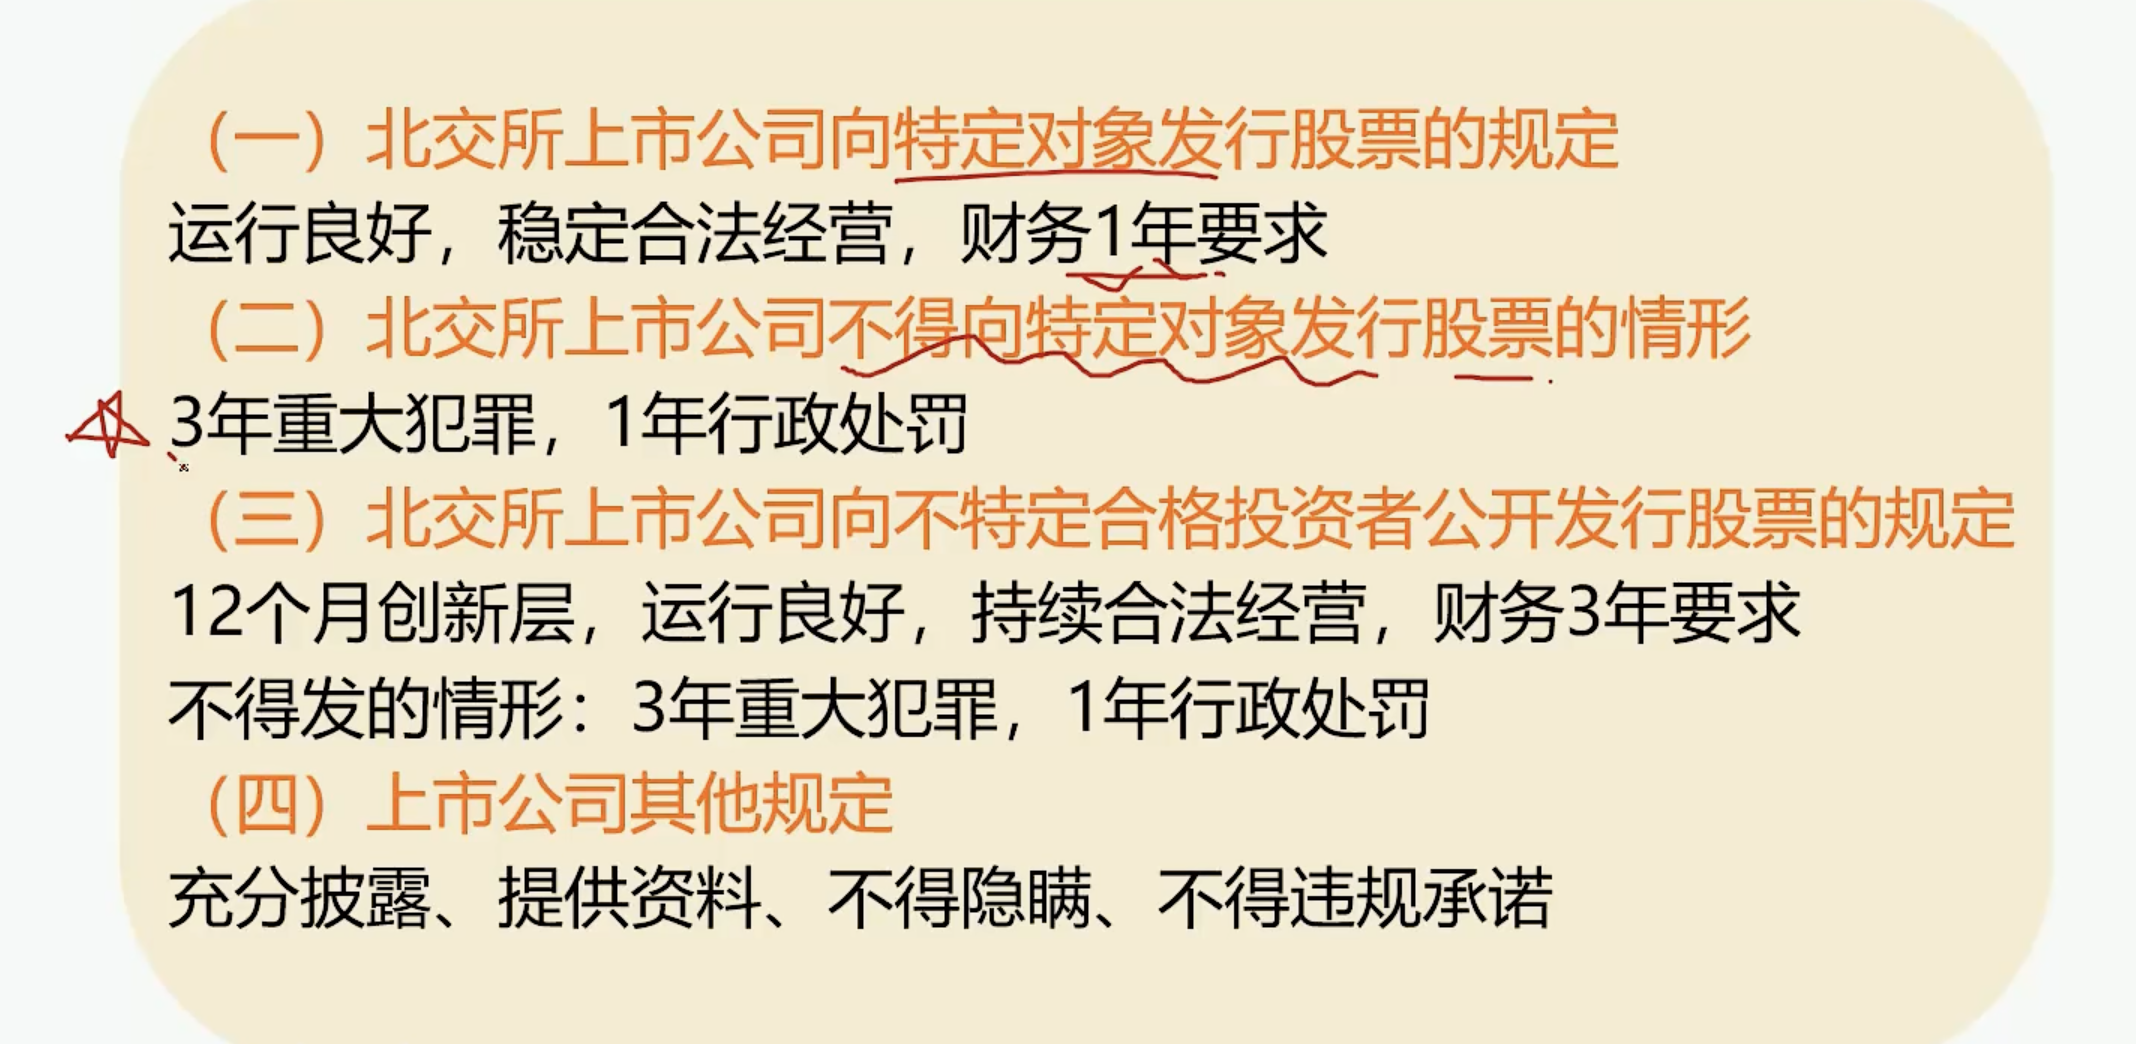 （一）北交所上市公司向特定对象发行股票的规定
运行良好，稳定合法经营，财务1年要求
（二）北交所上市公司不得向特定对象发行股票的情形
3年重大犯罪，1年行政处罚
（三）北交所上市公司向不特定合格投资者公开发行股票的规定
12个月创新层，运行良好，持续合法经营，财务3年要求
不得发的情形：3年重大犯罪，1年行政处罚
（四）上市公司其他规定
充分披露、提供资料、不得隐瞒、不得违规承诺